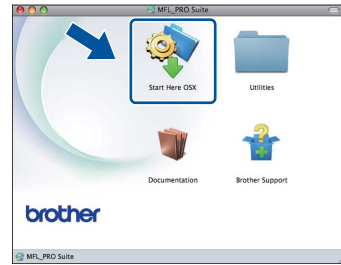 MFL_PRO Suite
Start Here OSX
Utilities
Documentation
Brother Support
brother
MFL_PRO Suite